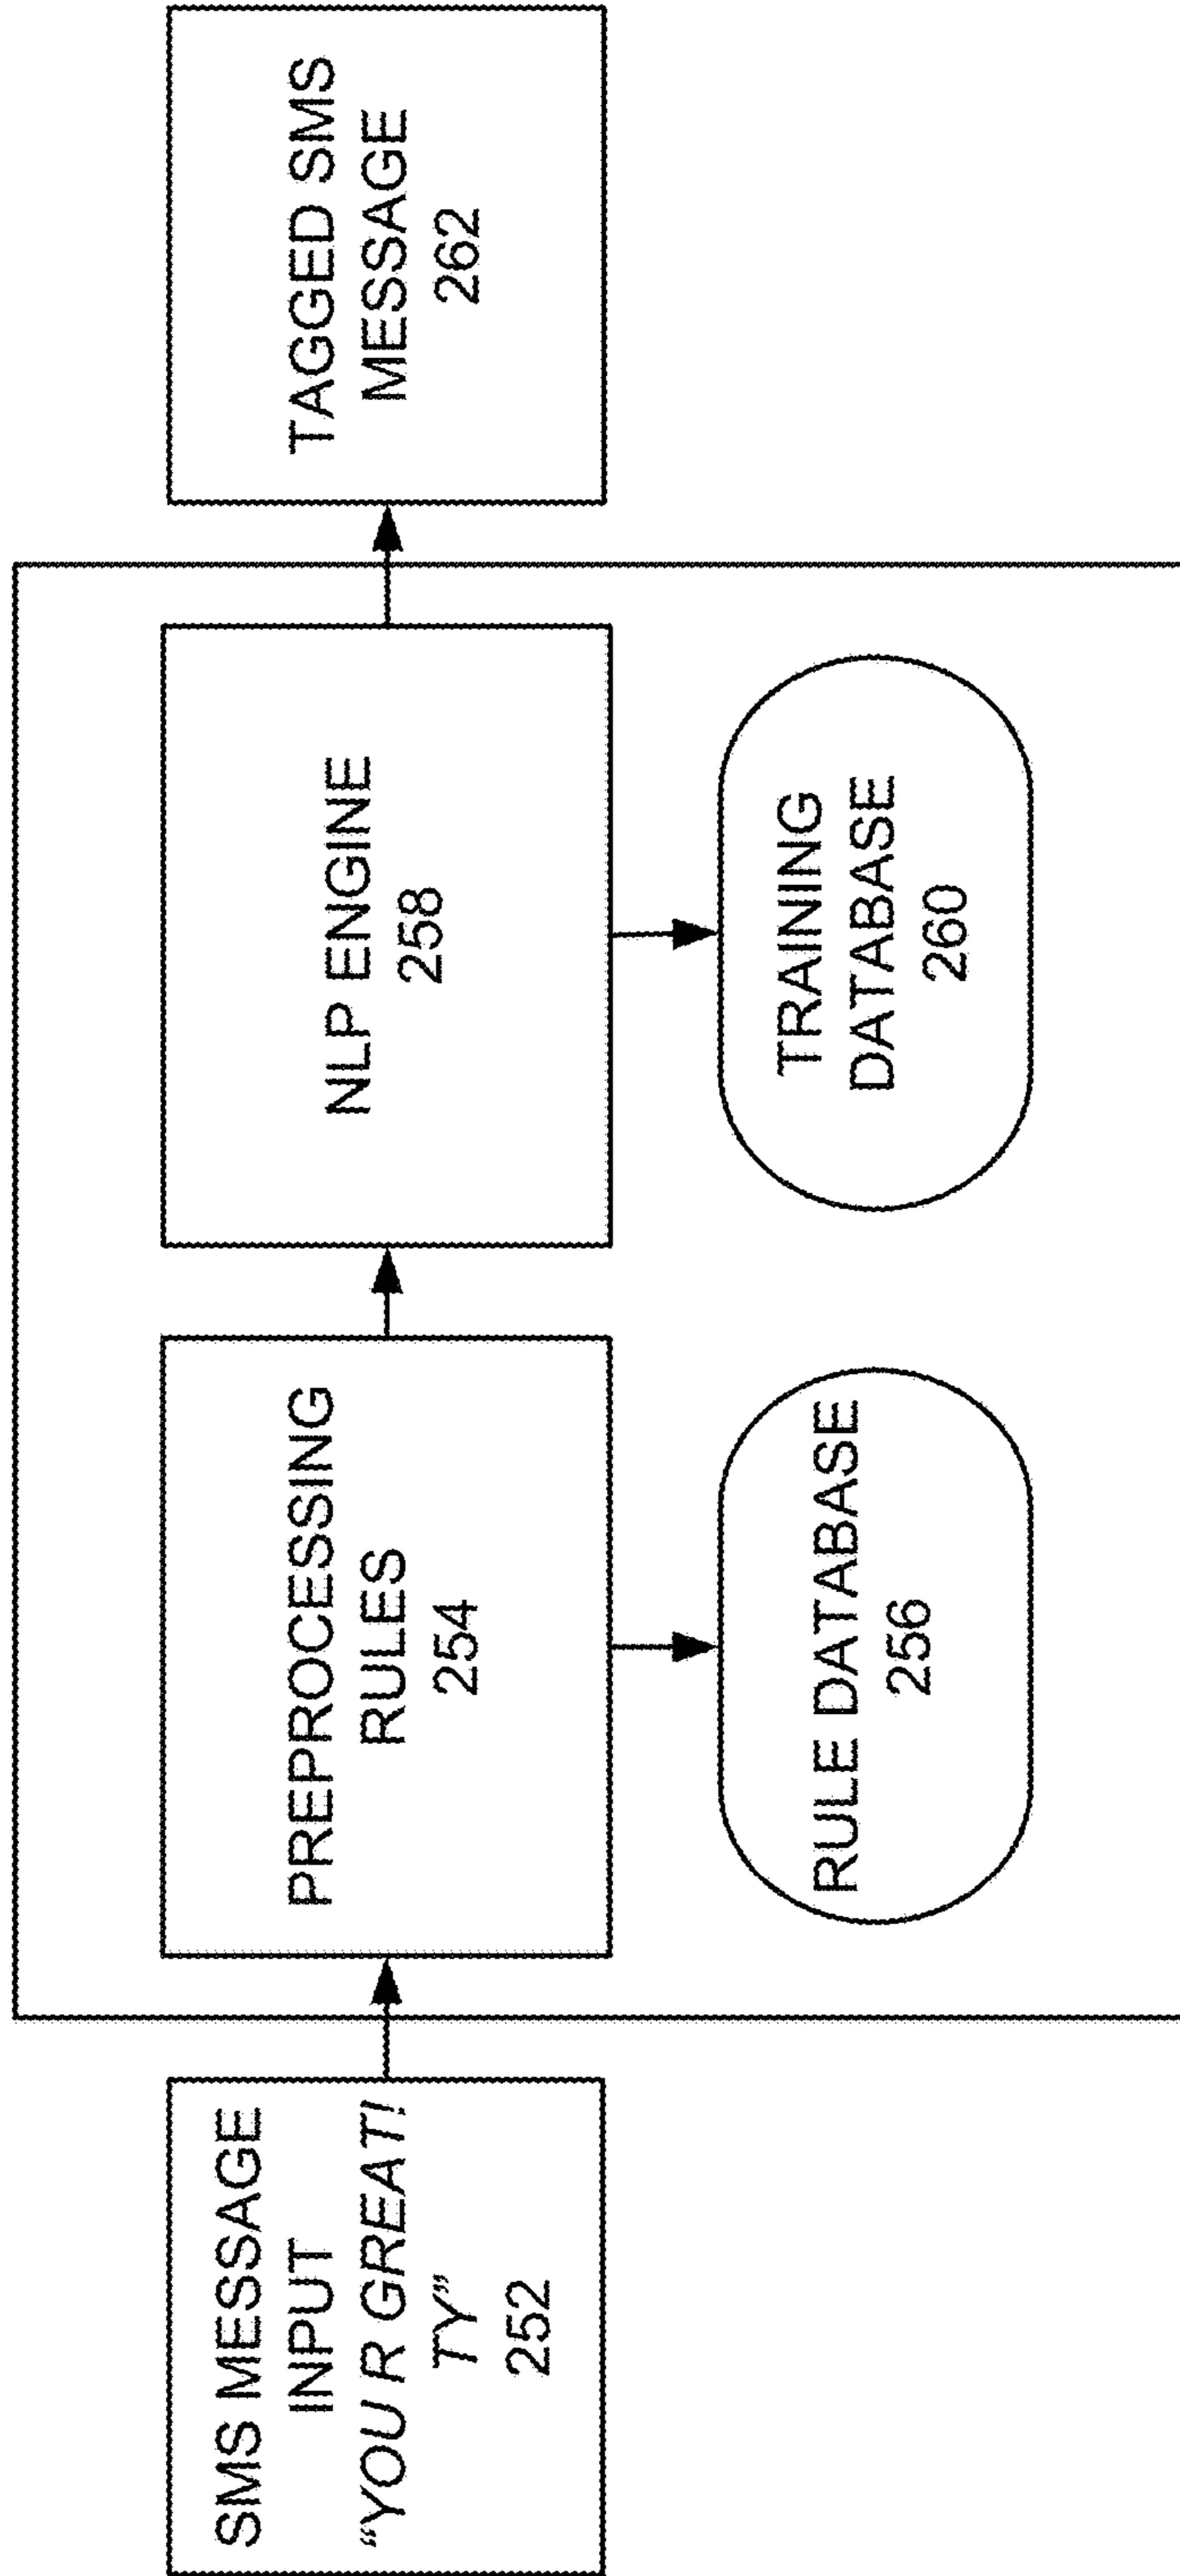 SMS MESSAGE
INPUT
“YOU R GREAT!
TY”
252
PREPROCESSING
RULES
254
RULE DATABASE
256
NLP ENGINE
258
TRAINING
DATABASE
260
TAGGED SMS
MESSAGE
262